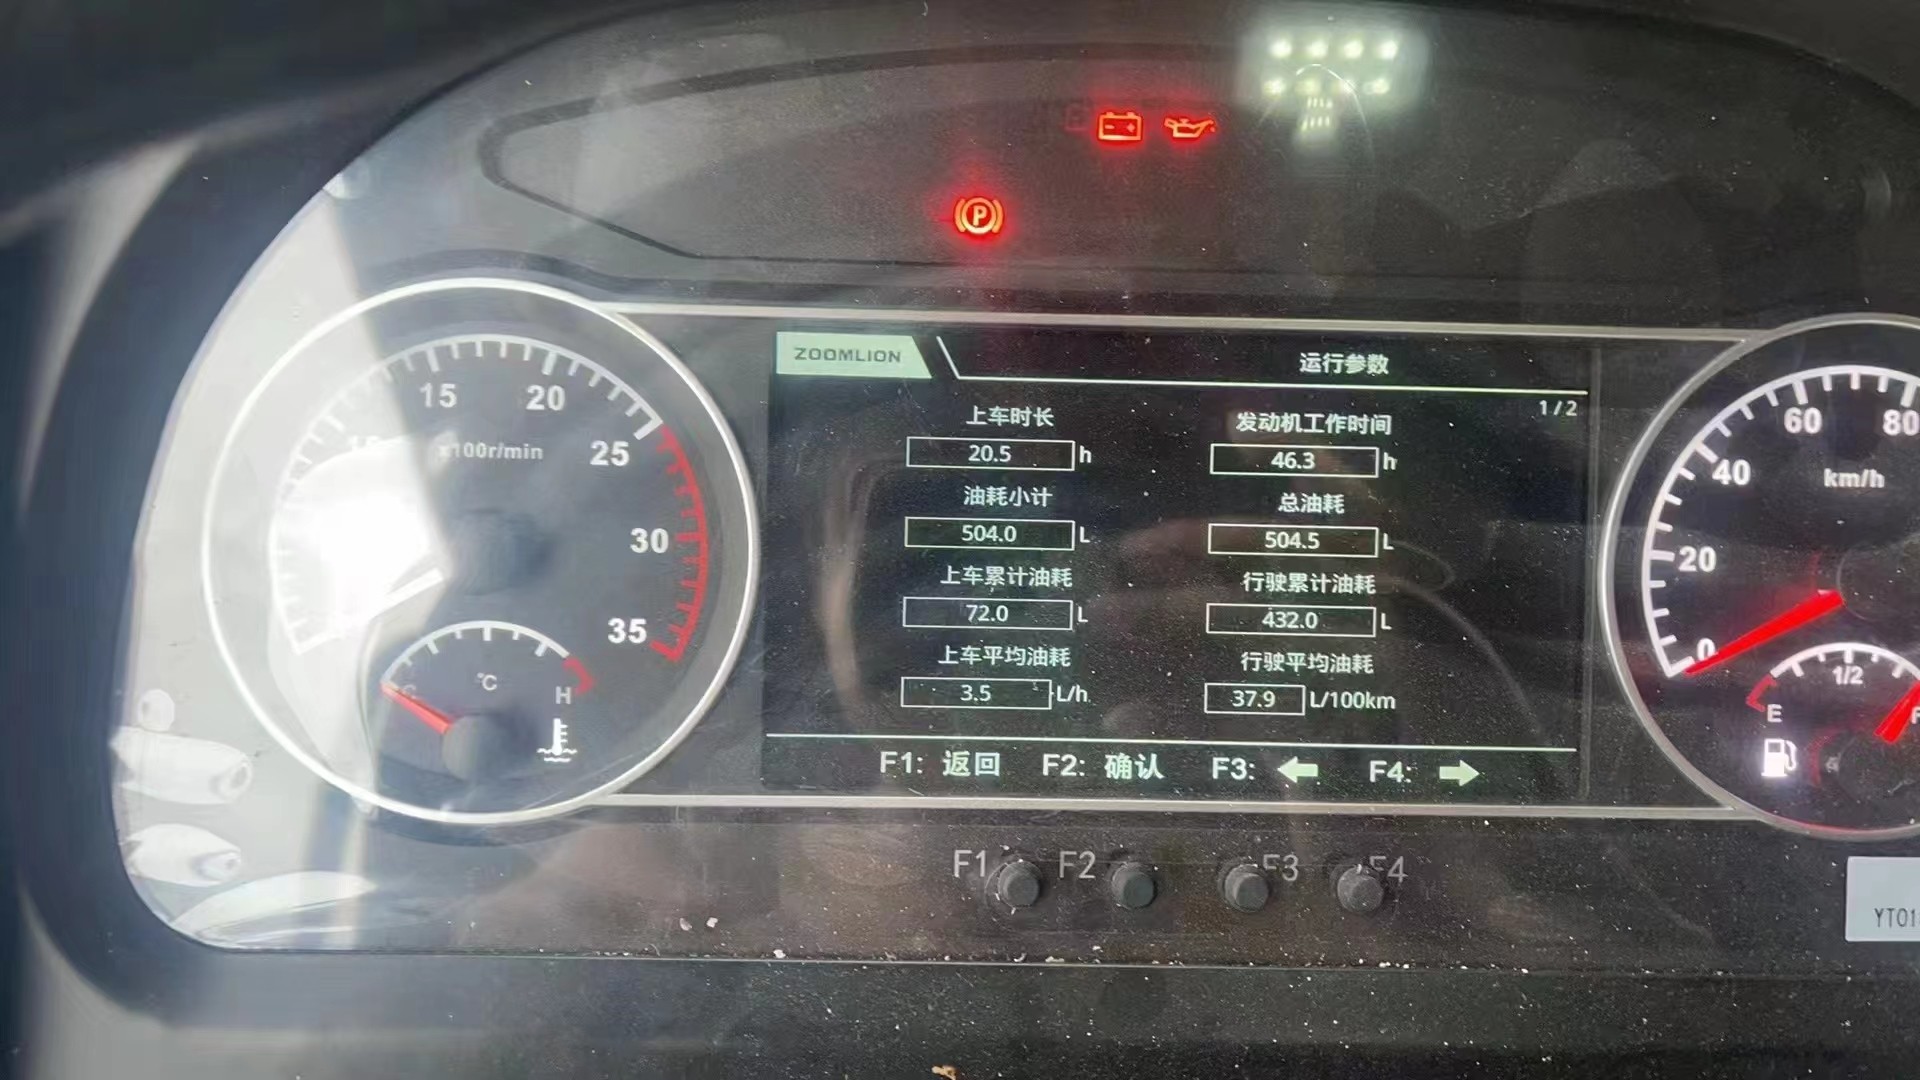 P
ZOOMLION
运行参数
1/2
上车时长
20.5 h
发动机工作时间
46.3 h
油耗小计
504.0 L
总油耗
504.5 L
上车累计油耗
72.0 L
行驶累计油耗
432.0 L
上车平均油耗
3.5 L/h
行驶平均油耗
37.9 L/100km
F1: 返回 F2: 确认 F3: F4:
15
20
25
30
35
x100r/min
C
°C
H
0
20
40
60
80
km/h
E
1/2
F
F1 F2 F3 F4
YT01